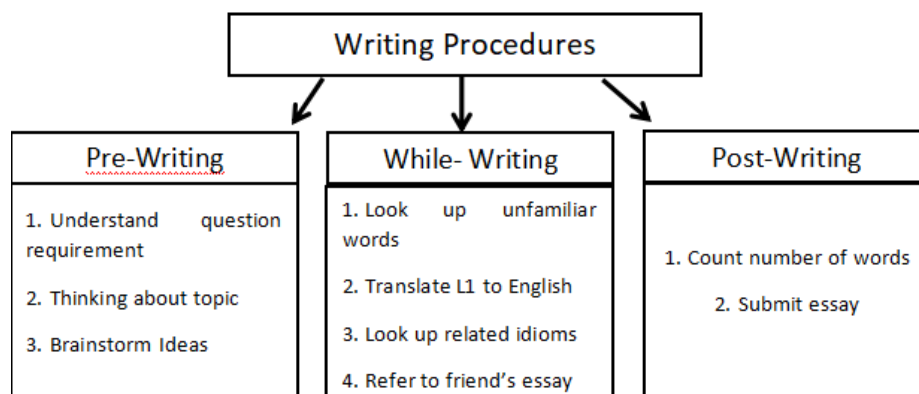 Writing Procedures
Pre-Writing
1. Understand question
requirement
2. Thinking about topic
3. Brainstorm Ideas
While- Writing
1. Look up unfamiliar
words
2. Translate L1 to English
3. Look up related idioms
4. Refer to friend's essay
Post-Writing
1. Count number of words
2. Submit essay